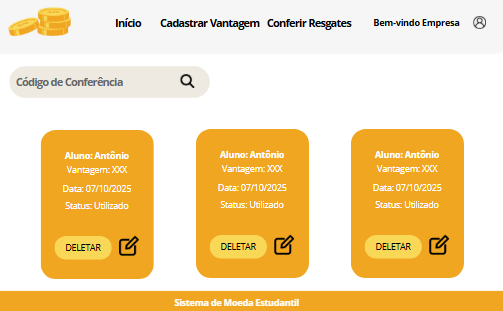 Início Cadastrar Vantagem Conferir Resgates Bem-vindo Empresa
Código de Conferência
Aluno: Antônio
Vantagem: XXX
Data: 07/10/2025
Status: Utilizado
DELETAR
Aluno: Antônio
Vantagem: XXX
Data: 07/10/2025
Status: Utilizado
DELETAR
Aluno: Antônio
Vantagem: XXX
Data: 07/10/2025
Status: Utilizado
DELETAR
Sistema de Moeda Estudantil